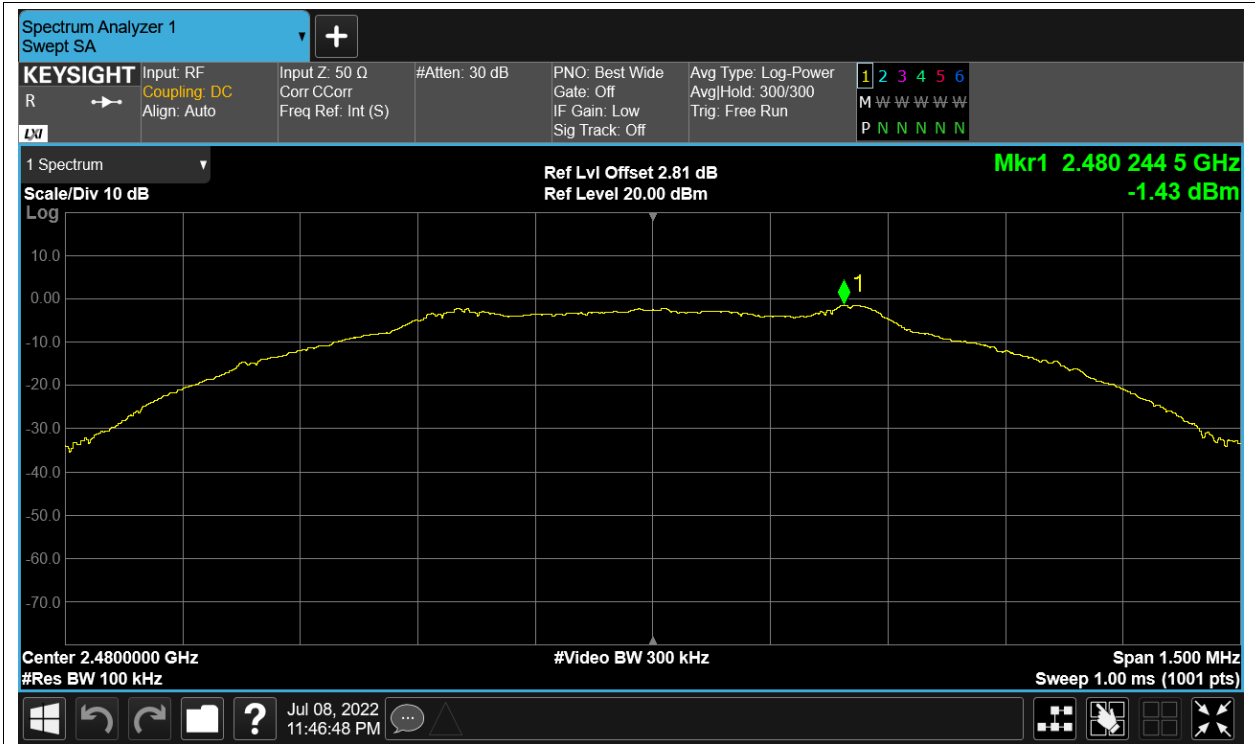 Spectrum Analyzer 1
Swept SA
+
KEYSIGHT
R
LXI
Input: RF
Coupling: DC
Align: Auto
Input Z: 50 Ω
Corr CCorr
Freq Ref: Int (S)
#Atten: 30 dB
PNO: Best Wide
Gate: Off
IF Gain: Low
Sig Track: Off
Avg Type: Log-Power
Avg|Hold: 300/300
Trig: Free Run
1 2 3 4 5 6
M W W W W W
P N N N N N
1 Spectrum
Scale/Div 10 dB
Log
Ref Lvl Offset 2.81 dB
Ref Level 20.00 dBm
Mkr1 2.480 244 5 GHz
-1.43 dBm
1
10.0
0.00
-10.0
-20.0
-30.0
-40.0
-50.0
-60.0
-70.0
Center 2.4800000 GHz
#Res BW 100 kHz
#Video BW 300 kHz
Span 1.500 MHz
Sweep 1.00 ms (1001 pts)
?
Jul 08, 2022
11:46:48 PM